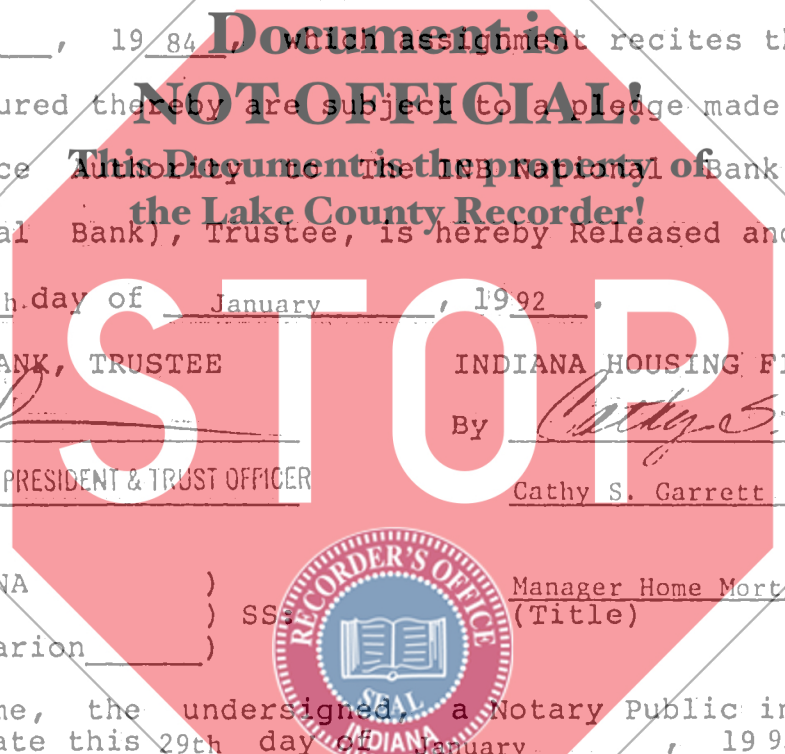 , 19 84 , which assignment recites th
Document is
ured thereby are subject to a pledge made
NOT OFFICIAL!
ce Authority to The INB National Bank
This Document is the property of
the Lake County Recorder!
al Bank), Trustee, is hereby Released and
h day of January , 1992 .
STOP
ANK, TRUSTEE INDIANA HOUSING FI
By Cathy S.
PRESIDENT & TRUST OFFICER Cathy S. Garrett
NA ) Manager Home Mort
) SS: (Title)
arion )
RECORDER'S OFFICE
SEAL
INDIANA
me, the undersigned, a Notary Public in
ate this 29th day of January , 199